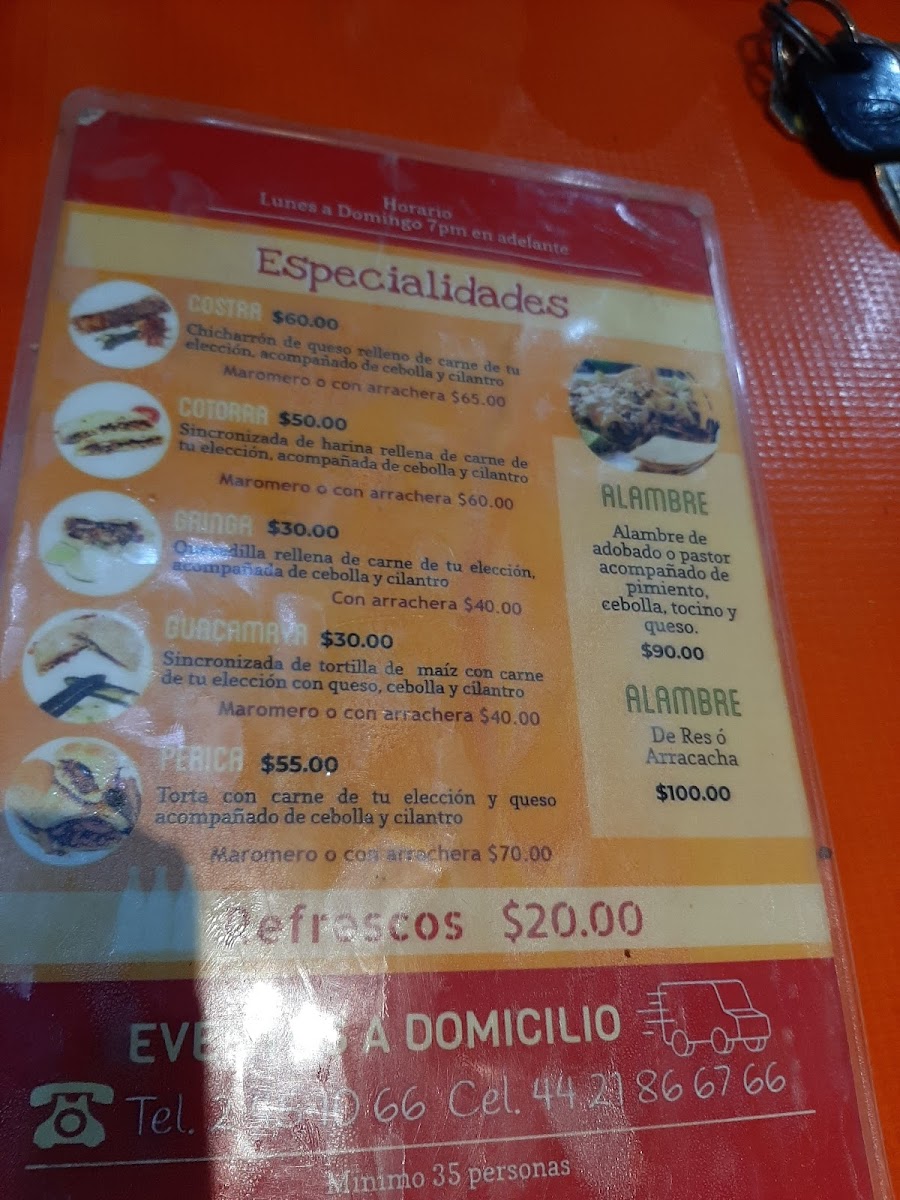 Horario
Lunes a Domingo 7pm en adelante
Especialidades
COSTRA $60.00
Chicharrón de queso relleno de carne de tu
elección, acompañado de cebolla y cilantro
Maromero o con arrachera $65.00
COTORRA $50.00
Sincronizada de harina rellena de carne de
tu elección, acompañada de cebolla y cilantro
Maromero o con arrachera $60.00
GRINGA $30.00
Quesadilla rellena de carne de tu elección,
acompañada de cebolla y cilantro
Con arrachera $40.00
GUACAMAYA $30.00
Sincronizada de tortilla de maíz con carne
de tu elección con queso, cebolla y cilantro
Maromero o con arrachera $40.00
PERICA $55.00
Torta con carne de tu elección y queso
acompañado de cebolla y cilantro
Maromero o con arrachera $70.00
ALAMBRE
Alambre de
adobado o pastor
acompañado de
pimiento,
cebolla, tocino y
queso.
$90.00
ALAMBRE
De Res ó
Arracacha
$100.00
Refrescos $20.00
EVENTOS A DOMICILIO
Tel. 10 66 Cel. 44 21 86 67 66
Mínimo 35 personas